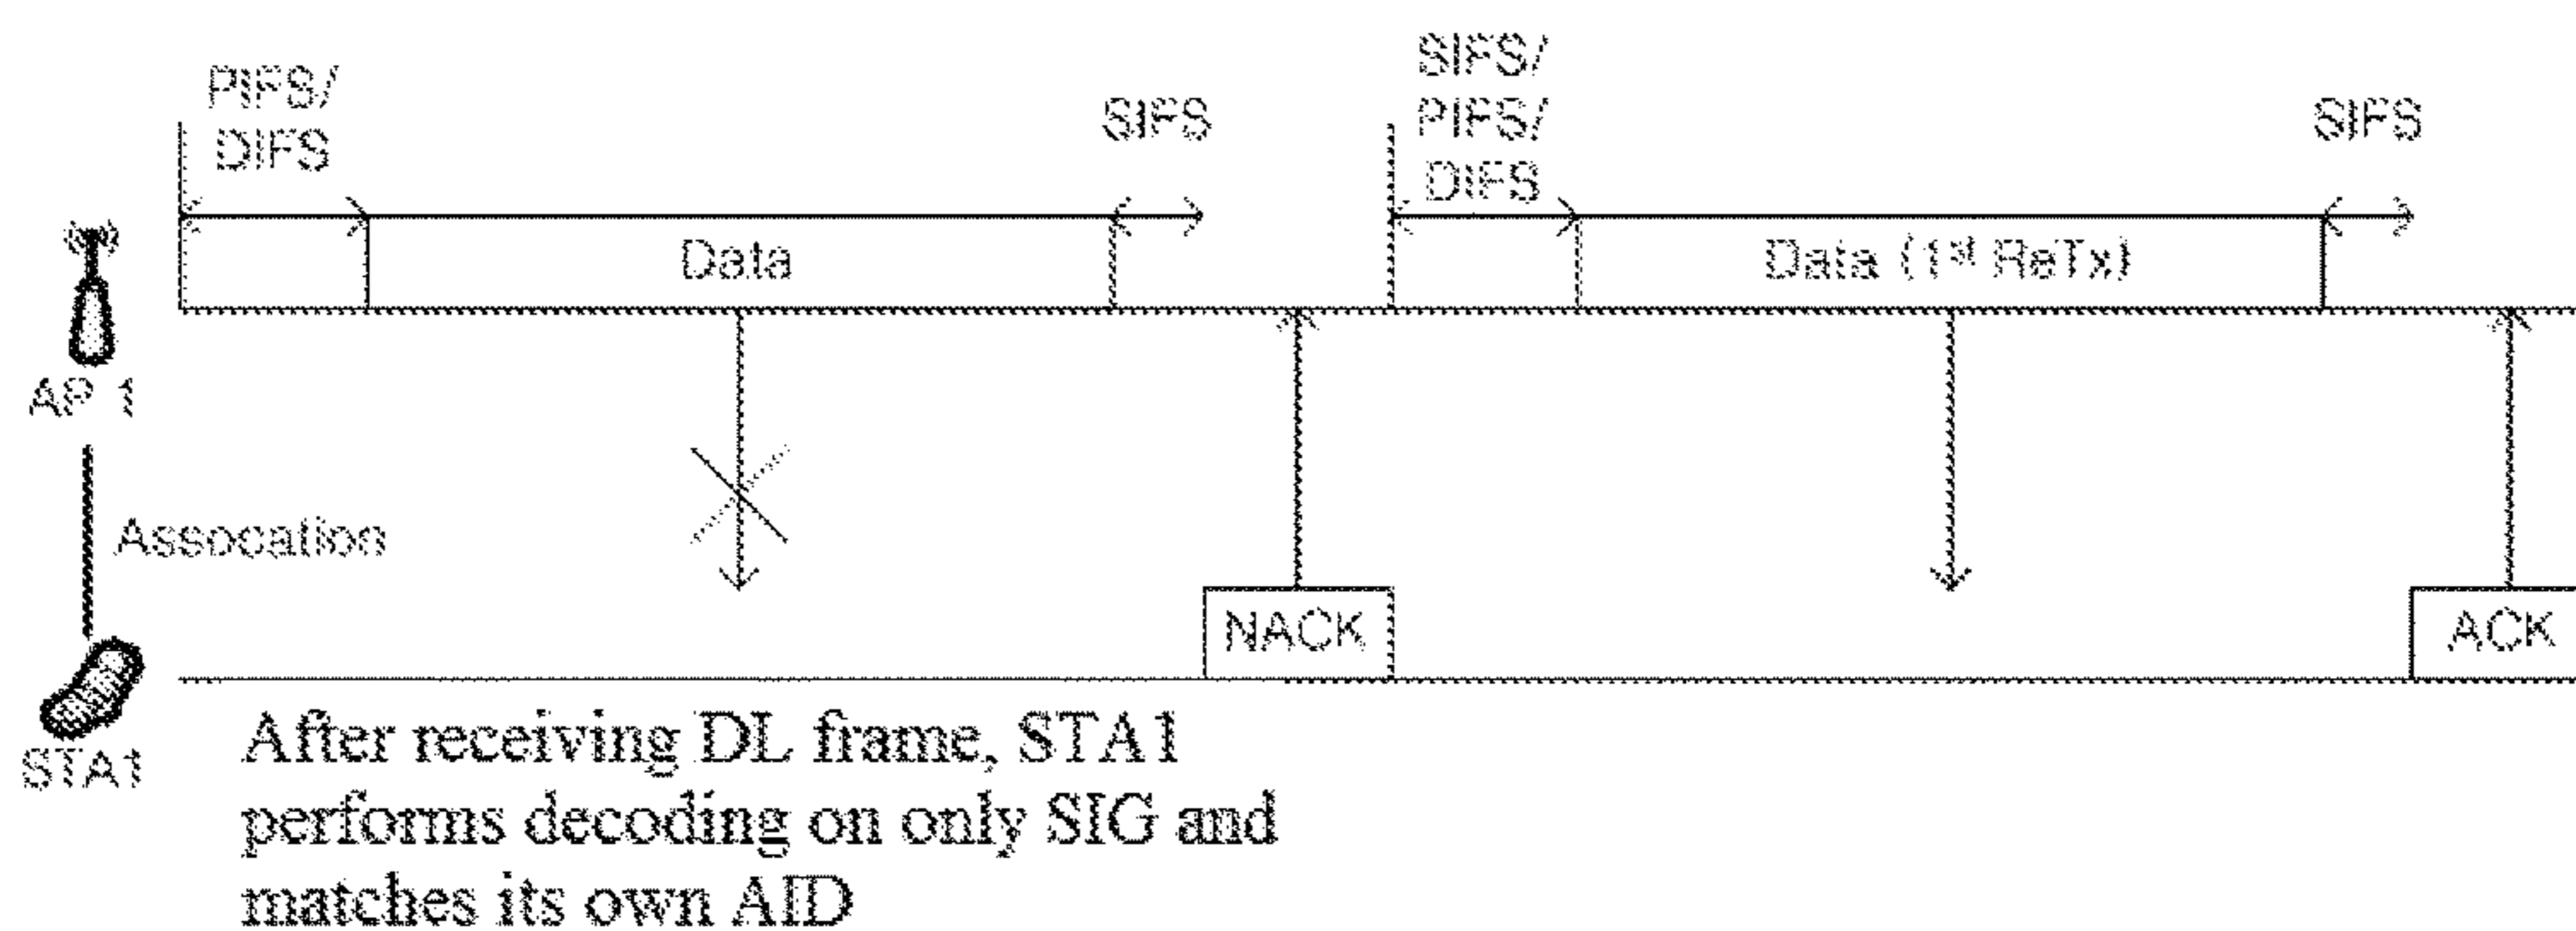 PIFS/
DIFS
SIFS
SIFS/
PIFS/
DIFS
SIFS
Data
Data (1st ReTx)
AP 1
Assocation
NACK
ACK
STA1
After receiving DL frame, STA1
performs decoding on only SIG and
matches its own AID